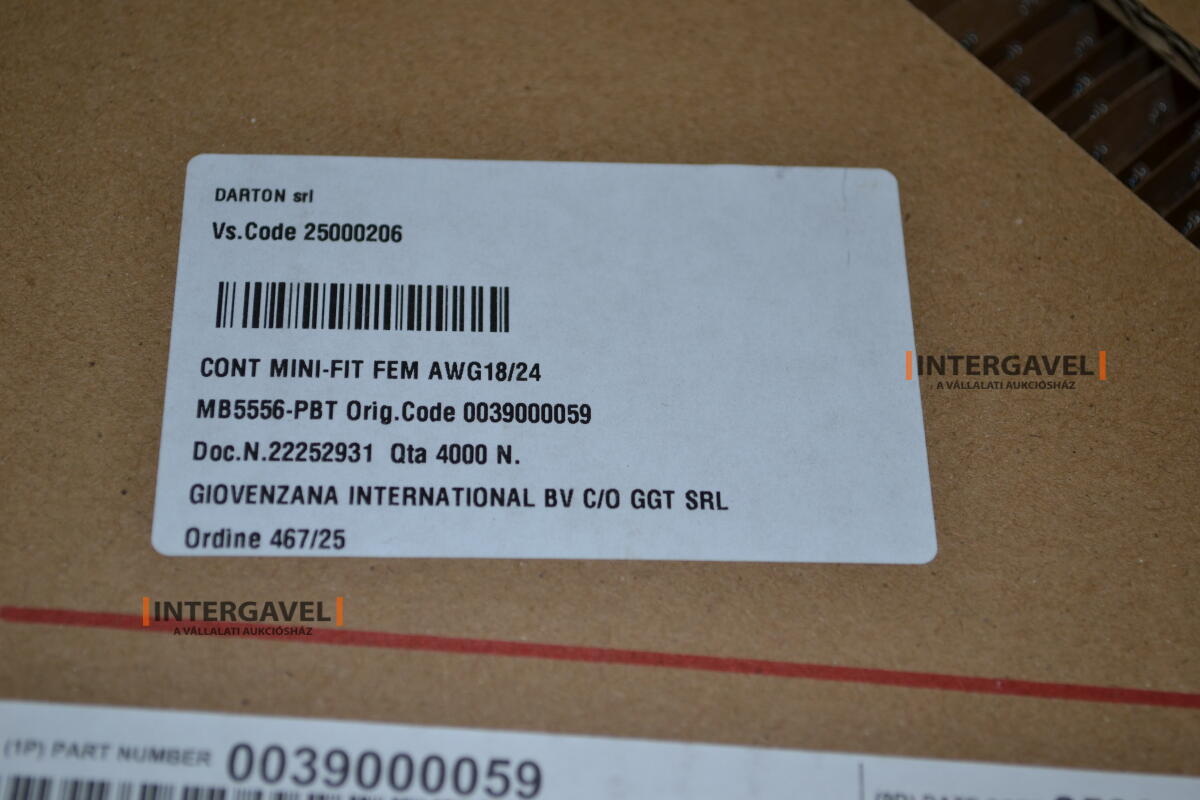 DARTON srl
Vs.Code 25000206
CONT MINI-FIT FEM AWG18/24
MB5556-PBT Orig.Code 0039000059
Doc.N.22252931 Qta 4000 N.
GIOVENZANA INTERNATIONAL BV C/O GGT SRL
Ordine 467/25
INTERGAVEL
A VÁLLALATI AUKCIÓSHÁZ
INTERGAVEL
A VÁLLALATI AUKCIÓSHÁZ
(1P) PART NUMBER 0039000059